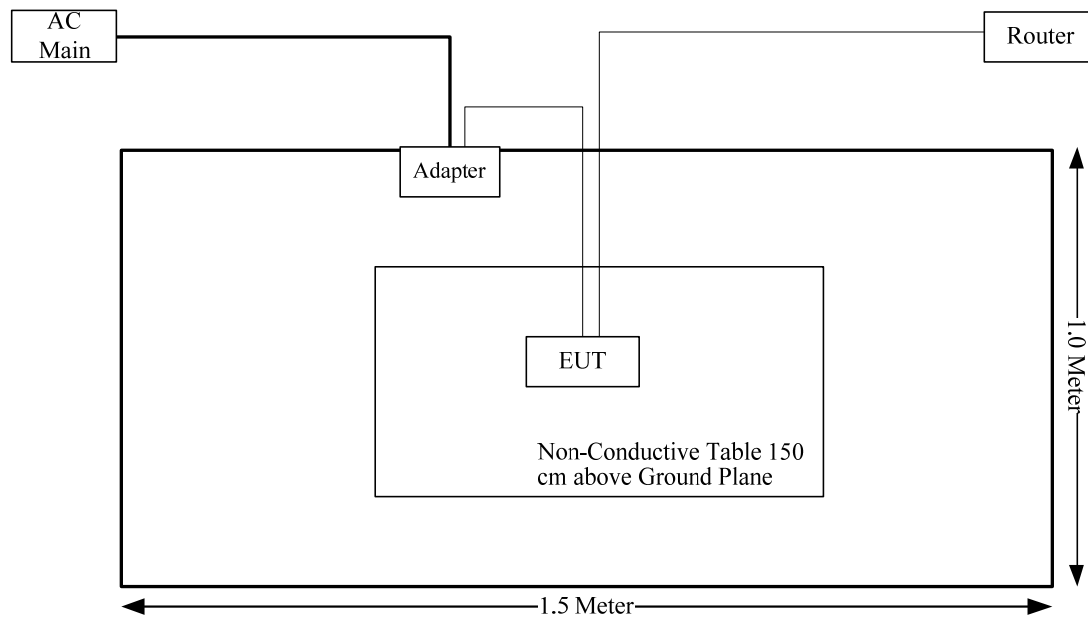 AC
Main
Router
Adapter
EUT
Non-Conductive Table 150
cm above Ground Plane
1.0 Meter
1.5 Meter